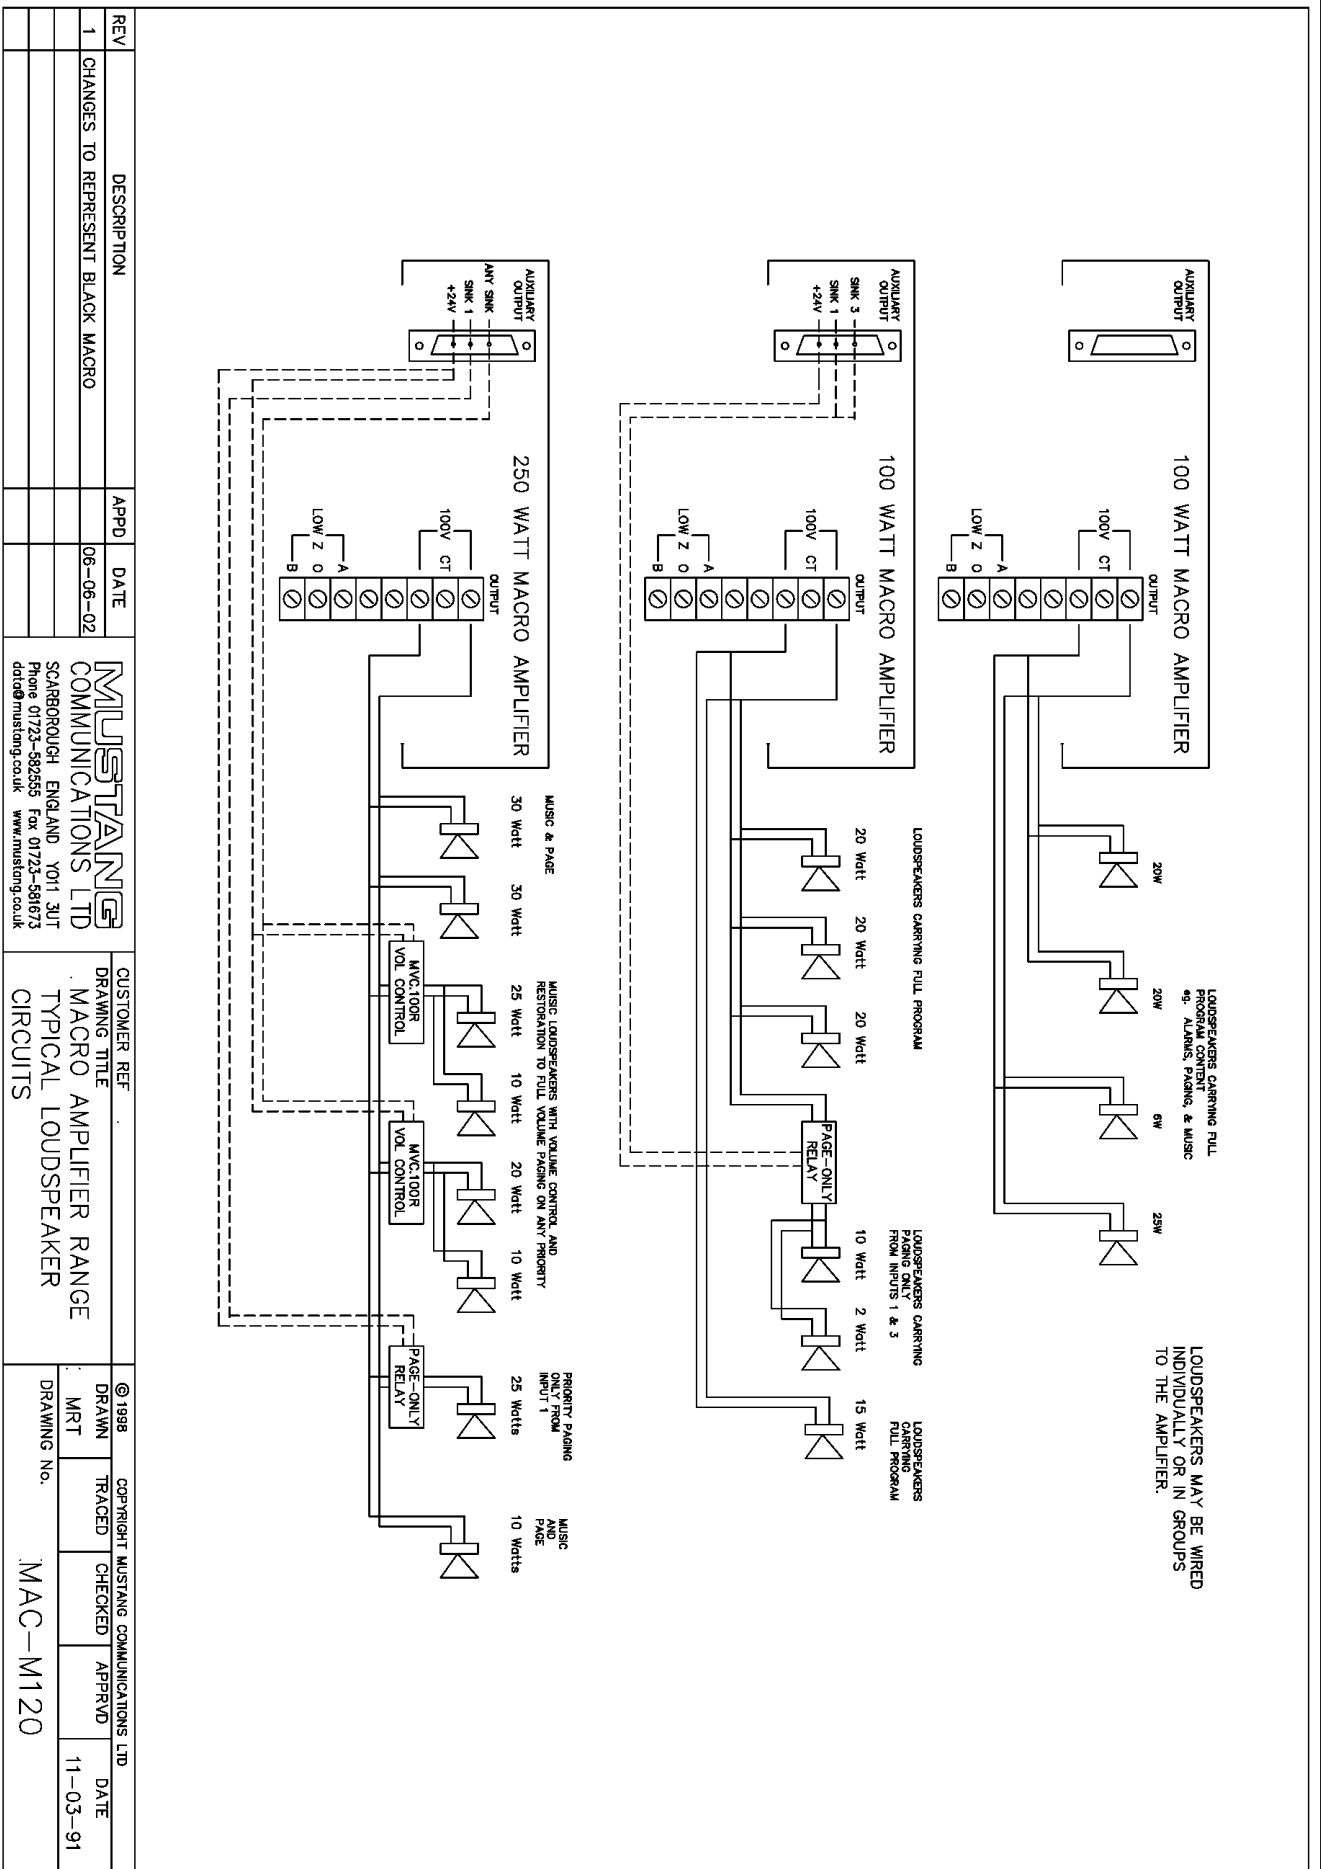 AUXILIARY
OUTPUT
100 WATT MACRO AMPLIFIER
OUTPUT
100V CT
LOW Z
A
O
B
20W
20W
6W
25W
LOUDSPEAKERS CARRYING FULL
PROGRAM CONTENT
eg. ALARMS, PAGING, & MUSIC
LOUDSPEAKERS MAY BE WIRED
INDIVIDUALLY OR IN GROUPS
TO THE AMPLIFIER.
AUXILIARY
OUTPUT
SINK 3
SINK 1
+24V
100 WATT MACRO AMPLIFIER
OUTPUT
100V CT
LOW Z
A
O
B
LOUDSPEAKERS CARRYING FULL PROGRAM
20 Watt
20 Watt
20 Watt
PAGE-ONLY
RELAY
LOUDSPEAKERS CARRYING
PAGING ONLY
FROM INPUTS 1 & 3
10 Watt
2 Watt
LOUDSPEAKERS
CARRYING
FULL PROGRAM
15 Watt
AUXILIARY
OUTPUT
ANY SINK
SINK 1
+24V
250 WATT MACRO AMPLIFIER
OUTPUT
100V CT
LOW Z
A
O
B
MUSIC & PAGE
30 Watt
30 Watt
MUISIC LOUDSPEAKERS WITH VOLUME CONTROL AND
RESTORATION TO FULL VOLUME PAGING ON ANY PRIORITY
25 Watt
10 Watt
20 Watt
10 Watt
MVC.100R
VOL CONTROL
MVC.100R
VOL CONTROL
PRIORITY PAGING
ONLY FROM
INPUT 1
25 Watts
PAGE-ONLY
RELAY
MUSIC
AND
PAGE
10 Watts
REV DESCRIPTION APPD DATE
1 CHANGES TO REPRESENT BLACK MACRO 06-06-02
MUSTANG
COMMUNICATIONS LTD
SCARBOROUGH ENGLAND YO11 3UT
Phone 01723-582555 Fax 01723-581673
data@mustang.co.uk www.mustang.co.uk
CUSTOMER REF .
DRAWING TITLE
. MACRO AMPLIFIER RANGE
TYPICAL LOUDSPEAKER
CIRCUITS
© 1998 COPYRIGHT MUSTANG COMMUNICATIONS LTD
DRAWN TRACED CHECKED APPRVD DATE
: MRT 11-03-91
DRAWING No. .MAC-M120